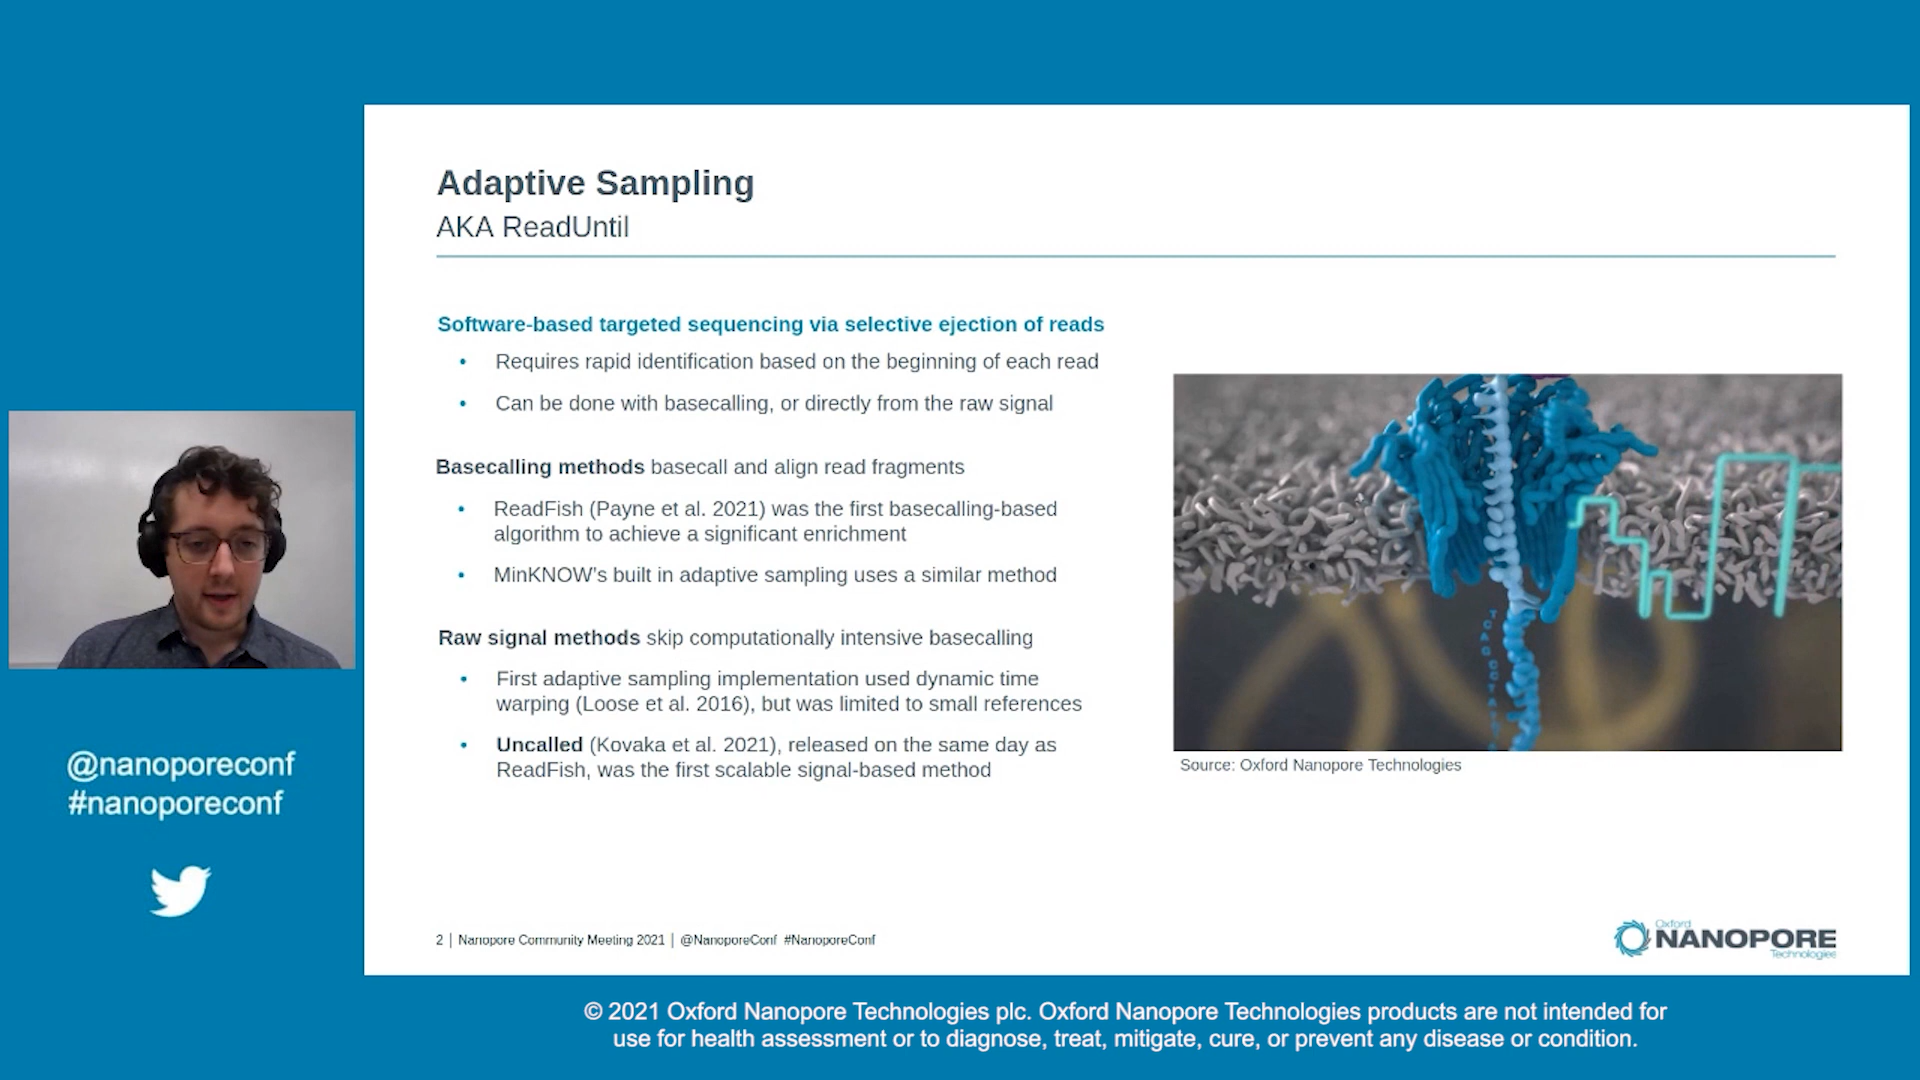 Adaptive Sampling
AKA ReadUntil
Software-based targeted sequencing via selective ejection of reads
• Requires rapid identification based on the beginning of each read
• Can be done with basecalling, or directly from the raw signal
Basecalling methods basecall and align read fragments
• ReadFish (Payne et al. 2021) was the first basecalling-based
algorithm to achieve a significant enrichment
• MinKNOW's built in adaptive sampling uses a similar method
Raw signal methods skip computationally intensive basecalling
• First adaptive sampling implementation used dynamic time
warping (Loose et al. 2016), but was limited to small references
• Uncalled (Kovaka et al. 2021), released on the same day as
ReadFish, was the first scalable signal-based method
Source: Oxford Nanopore Technologies
@nanoporeconf
#nanoporeconf
2 | Nanopore Community Meeting 2021 | @NanoporeConf #NanoporeConf
Oxford
NANOPORE
Technologies
© 2021 Oxford Nanopore Technologies plc. Oxford Nanopore Technologies products are not intended for
use for health assessment or to diagnose, treat, mitigate, cure, or prevent any disease or condition.